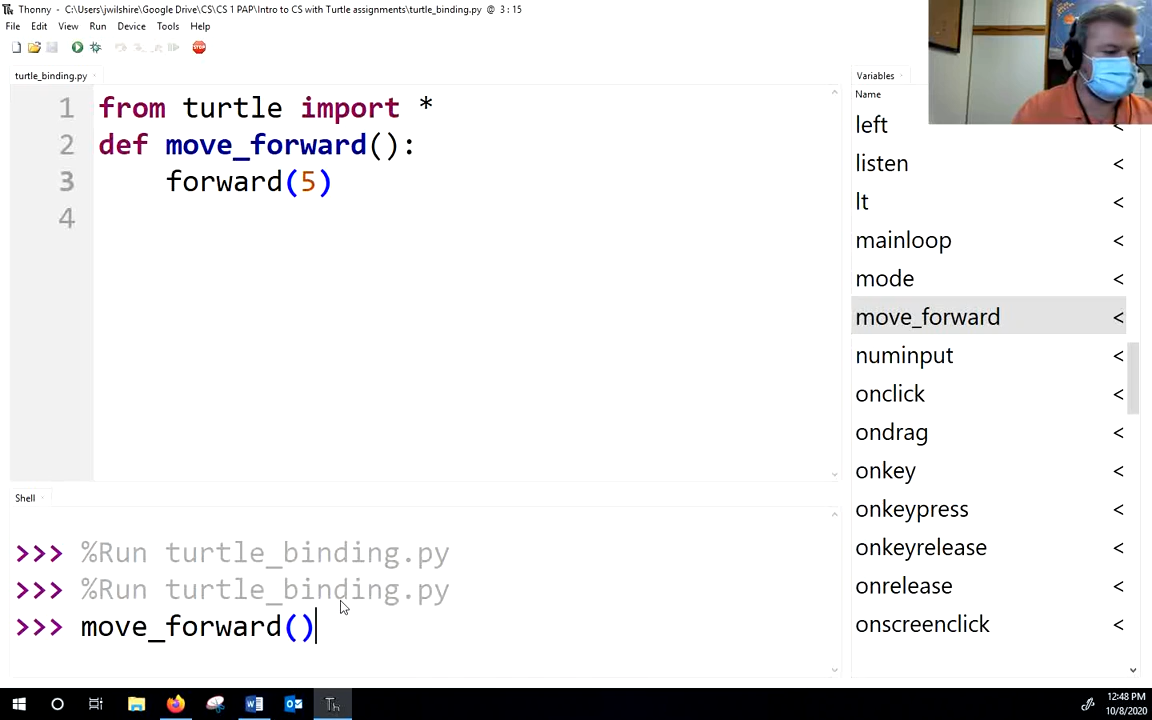 Thonny - C:\Users\jwilshire\Google Drive\CS\CS 1 PAP\Intro to CS with Turtle assignments\turtle_binding.py @ 3 : 15
File Edit View Run Device Tools Help
STOP
turtle_binding.py
1 from turtle import *
2 def move_forward():
3 forward(5)
4
Variables
Name
left <
listen <
lt <
mainloop <
mode <
move_forward <
numinput <
onclick <
ondrag <
onkey <
onkeypress <
onkeyrelease <
onrelease <
onscreenclick <
Shell
>>> %Run turtle_binding.py
>>> %Run turtle_binding.py
>>> move_forward()
12:48 PM
10/8/2020